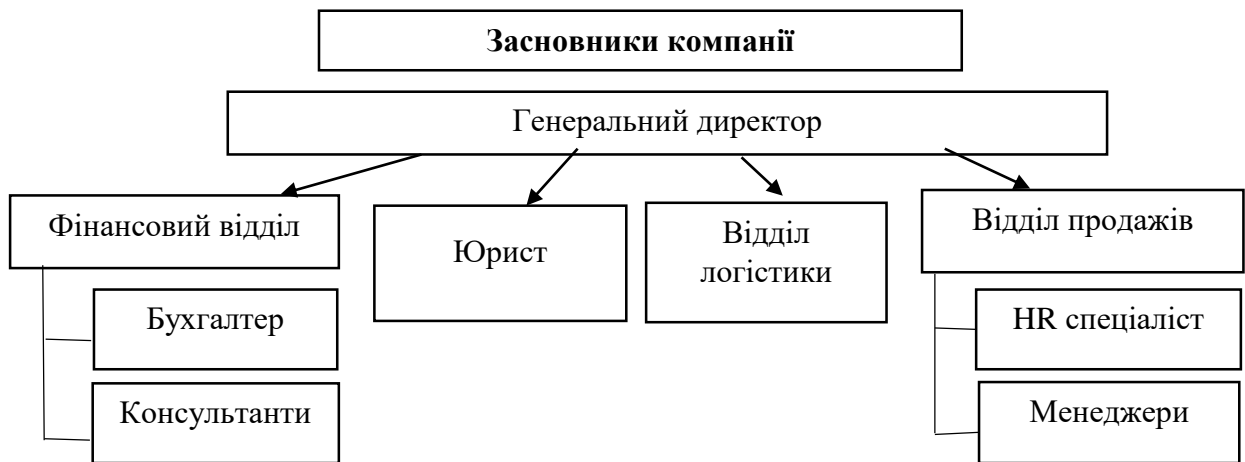 Засновники компанії
Генеральний директор
Фінансовий відділ
Юрист
Відділ
логістики
Відділ продажів
Бухгалтер
HR спеціаліст
Консультанти
Менеджери